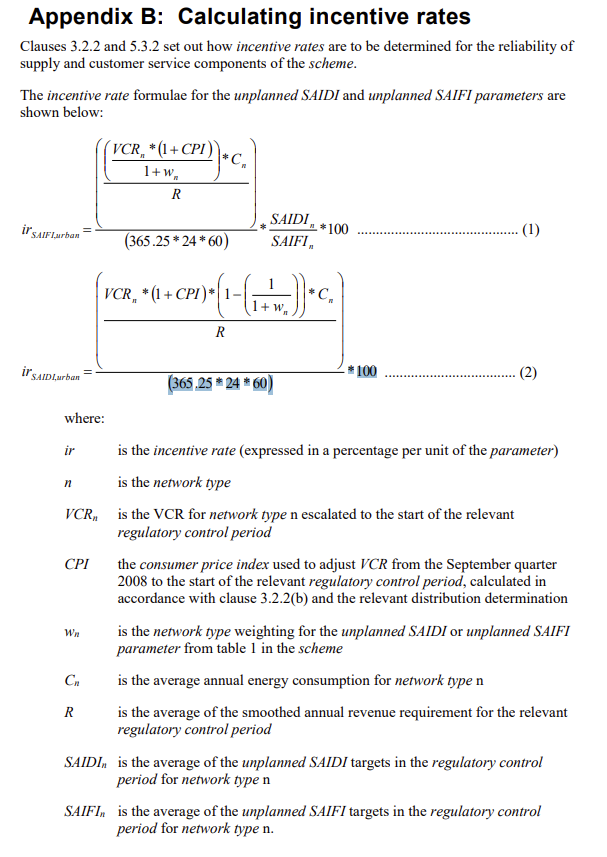 Appendix B: Calculating incentive rates
Clauses 3.2.2 and 5.3.2 set out how incentive rates are to be determined for the reliability of
supply and customer service components of the scheme.
The incentive rate formulae for the unplanned SAIDI and unplanned SAIFI parameters are
shown below:
ir_SAIFI,urban = ((((VCR_n * (1 + CPI)) / (1 + w_n)) * C_n) / R) / (365.25 * 24 * 60) * SAIDI_n / SAIFI_n * 100 ............................................ (1)
ir_SAIDI,urban = ((VCR_n * (1 + CPI) * (1 − (1 / (1 + w_n))) * C_n) / R) / (365.25 * 24 * 60) * 100 .................................... (2)
where:
ir is the incentive rate (expressed in a percentage per unit of the parameter)
n is the network type
VCR_n is the VCR for network type n escalated to the start of the relevant
regulatory control period
CPI the consumer price index used to adjust VCR from the September quarter
2008 to the start of the relevant regulatory control period, calculated in
accordance with clause 3.2.2(b) and the relevant distribution determination
w_n is the network type weighting for the unplanned SAIDI or unplanned SAIFI
parameter from table 1 in the scheme
C_n is the average annual energy consumption for network type n
R is the average of the smoothed annual revenue requirement for the relevant
regulatory control period
SAIDI_n is the average of the unplanned SAIDI targets in the regulatory control
period for network type n
SAIFI_n is the average of the unplanned SAIFI targets in the regulatory control
period for network type n.